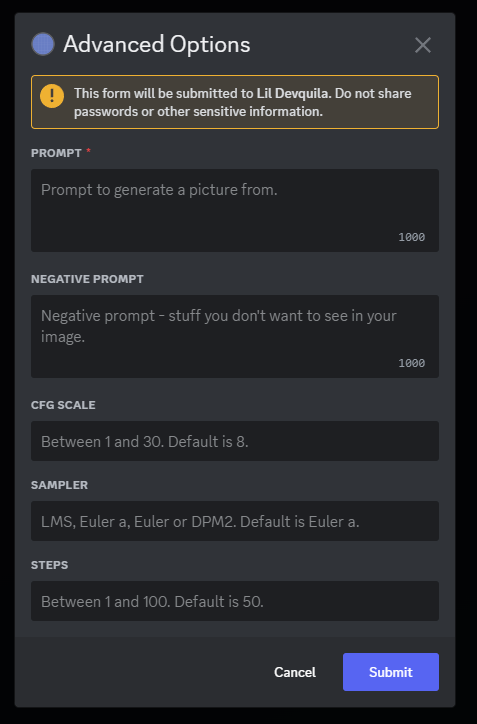 Advanced Options
This form will be submitted to Lil Devquila. Do not share
passwords or other sensitive information.
PROMPT *
Prompt to generate a picture from.
1000
NEGATIVE PROMPT
Negative prompt - stuff you don't want to see in your
image.
1000
CFG SCALE
Between 1 and 30. Default is 8.
SAMPLER
LMS, Euler a, Euler or DPM2. Default is Euler a.
STEPS
Between 1 and 100. Default is 50.
Cancel
Submit